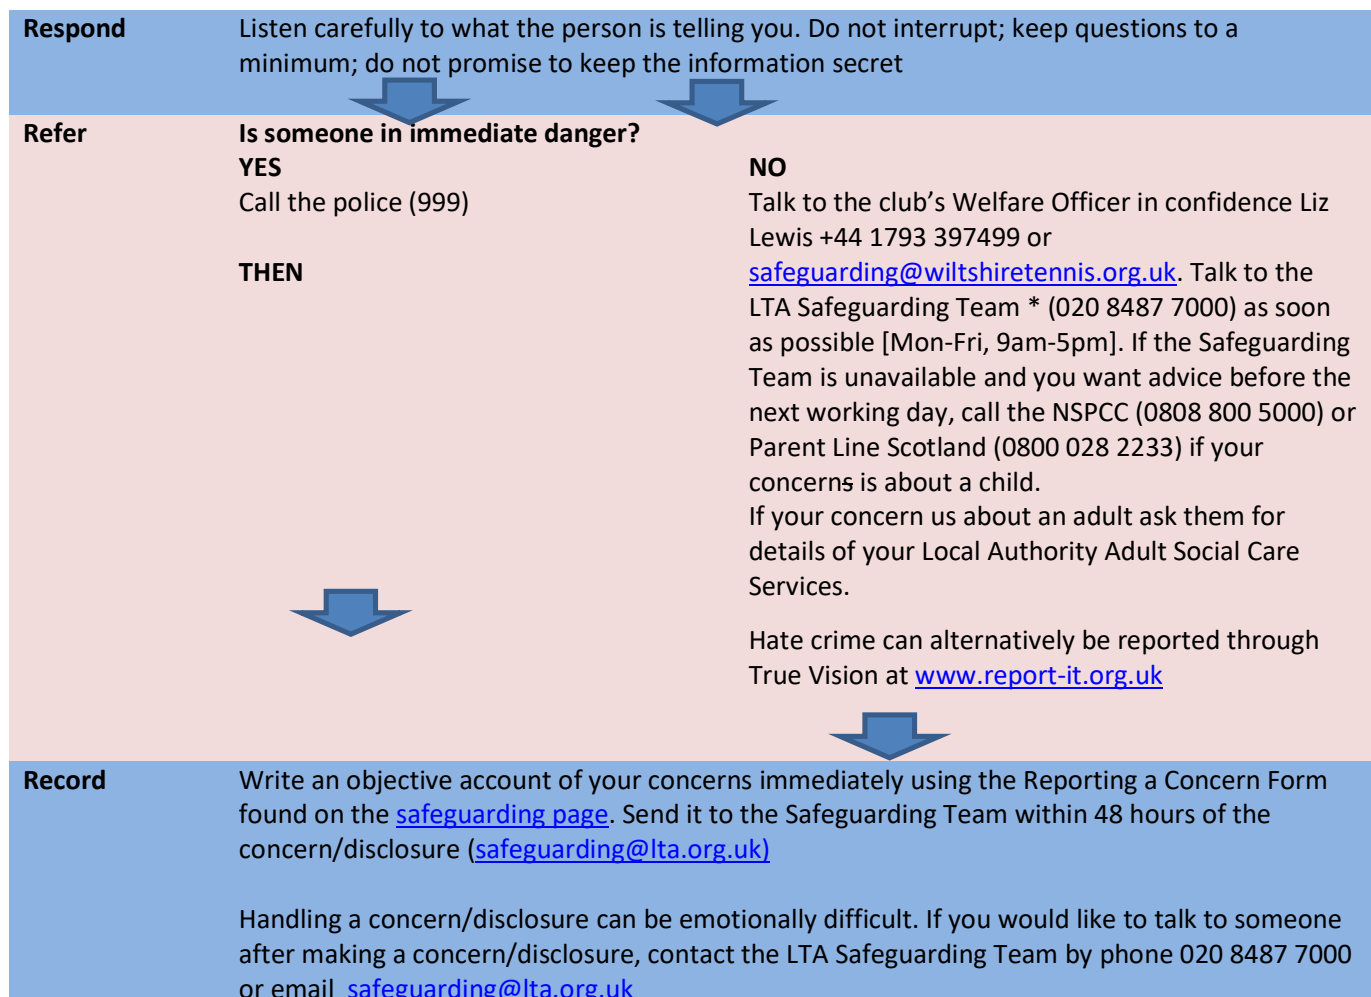 Respond
Listen carefully to what the person is telling you. Do not interrupt; keep questions to a
minimum; do not promise to keep the information secret
Refer
Is someone in immediate danger?
YES
Call the police (999)
THEN
NO
Talk to the club’s Welfare Officer in confidence Liz
Lewis +44 1793 397499 or
safeguarding@wiltshiretennis.org.uk. Talk to the
LTA Safeguarding Team * (020 8487 7000) as soon
as possible [Mon-Fri, 9am-5pm]. If the Safeguarding
Team is unavailable and you want advice before the
next working day, call the NSPCC (0808 800 5000) or
Parent Line Scotland (0800 028 2233) if your
concerns is about a child.
If your concern us about an adult ask them for
details of your Local Authority Adult Social Care
Services.
Hate crime can alternatively be reported through
True Vision at www.report-it.org.uk
Record
Write an objective account of your concerns immediately using the Reporting a Concern Form
found on the safeguarding page. Send it to the Safeguarding Team within 48 hours of the
concern/disclosure (safeguarding@lta.org.uk)
Handling a concern/disclosure can be emotionally difficult. If you would like to talk to someone
after making a concern/disclosure, contact the LTA Safeguarding Team by phone 020 8487 7000
or email safeguarding@lta.org.uk